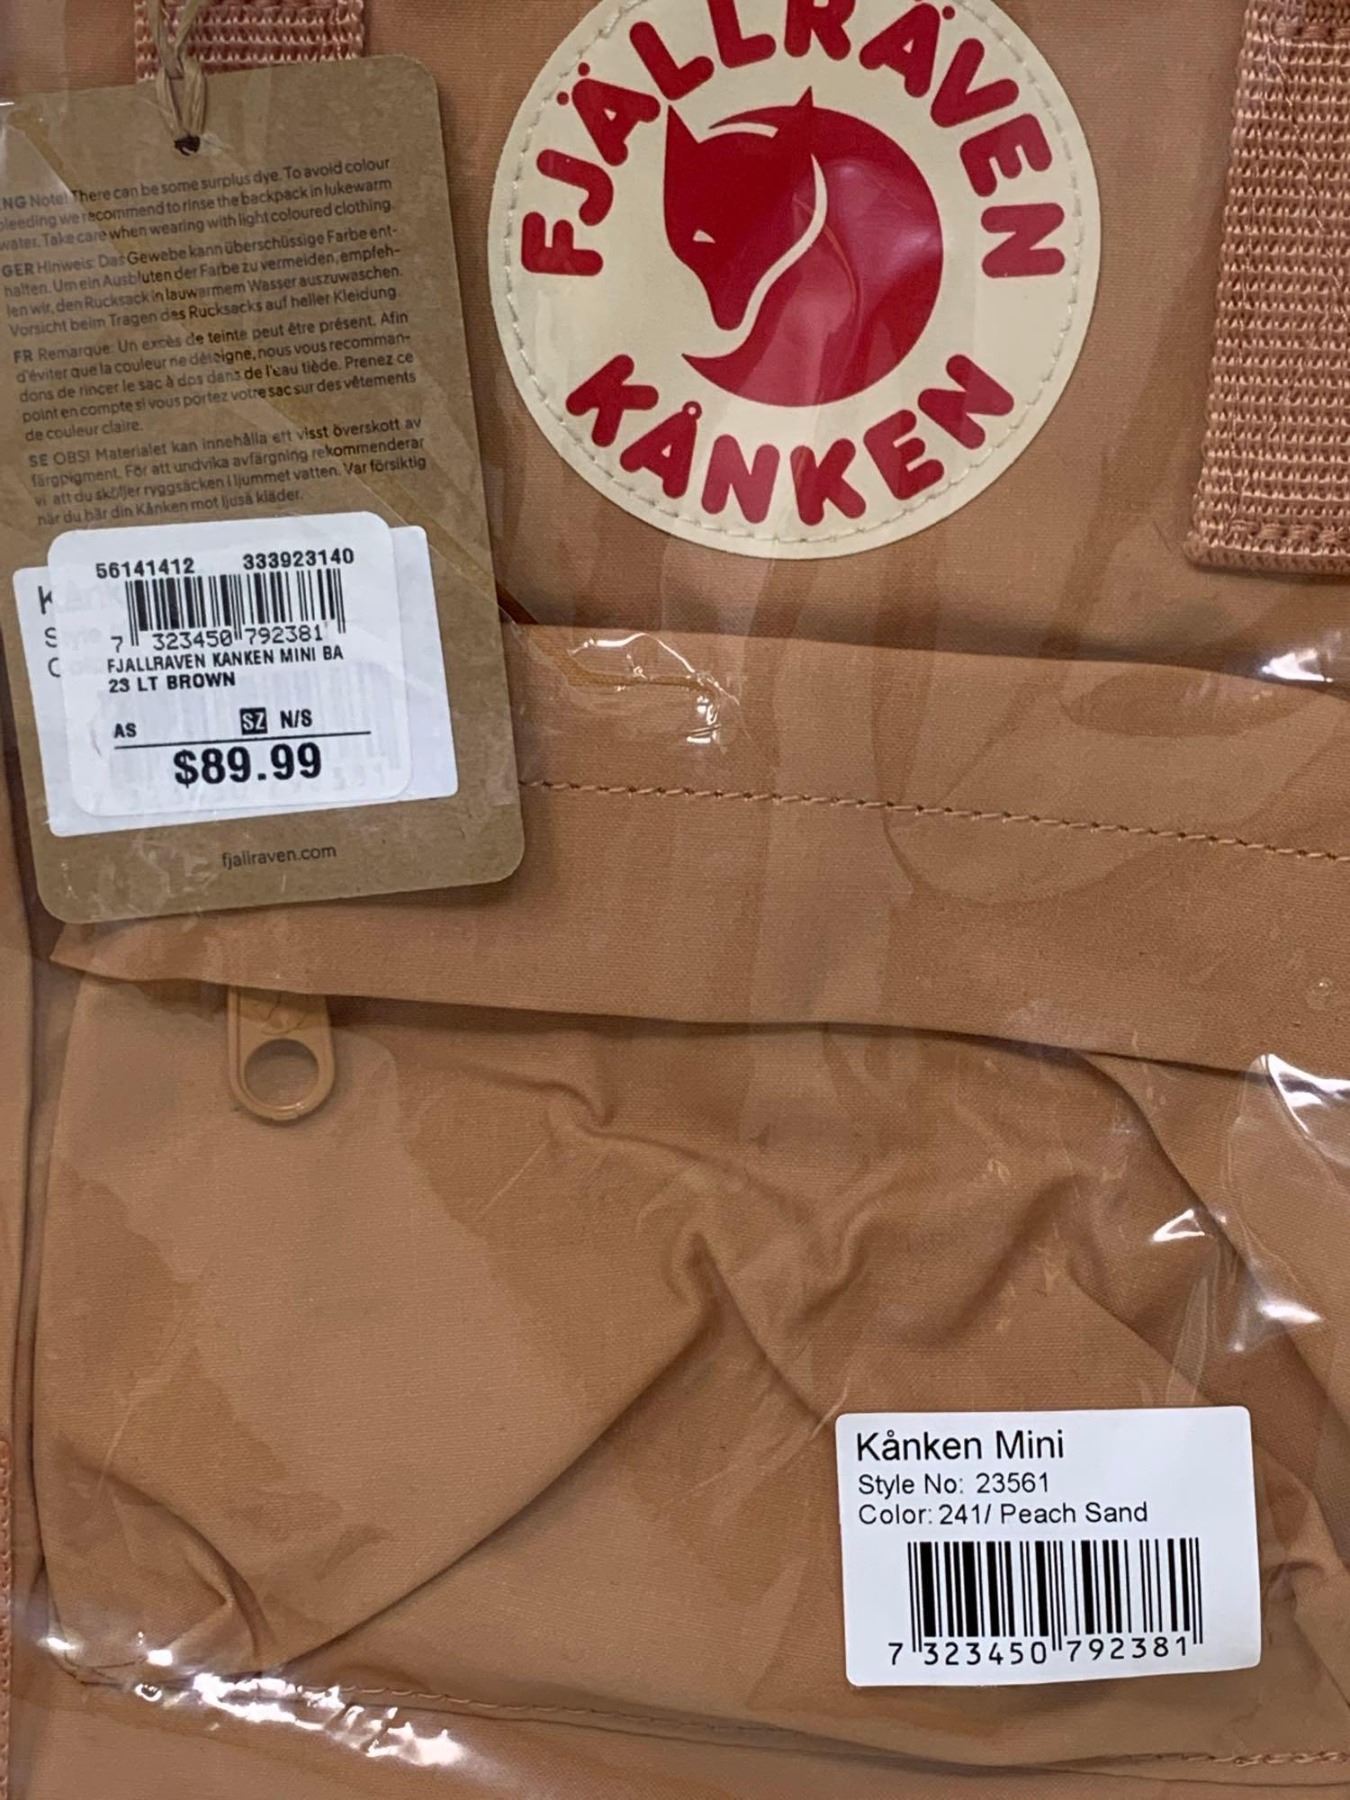 FJÄLLRÄVEN
KÅNKEN
NG Note! There can be some surplus dye. To avoid colour
bleeding we recommend to rinse the backpack in lukewarm
water. Take care when wearing with light coloured clothing.
GER Hinweis: Das Gewebe kann überschüssige Farbe ent-
halten. Um ein Ausbluten der Farbe zu vermeiden, empfeh-
len wir, den Rucksack in lauwarmem Wasser auszuwaschen.
Vorsicht beim Tragen des Rucksacks auf heller Kleidung.
FR Remarque: Un excès de teinte peut être présent. Afin
d'éviter que la couleur ne déteigne, nous vous recomman-
dons de rincer le sac à dos dans de l'eau tiède. Prenez ce
point en compte si vous portez votre sac sur des vêtements
de couleur claire.
SE OBS! Materialet kan innehålla ett visst överskott av
färgpigment. För att undvika avfärgning rekommenderar
vi att du sköljer ryggsäcken i ljummet vatten. Var försiktig
när du bär din Kånken mot ljusa kläder.
56141412 333923140
7 323450 792381
FJALLRAVEN KANKEN MINI BA
23 LT BROWN
AS SZ N/S
$89.99
fjallraven.com
Kånken Mini
Style No: 23561
Color: 241/ Peach Sand
7 323450 792381